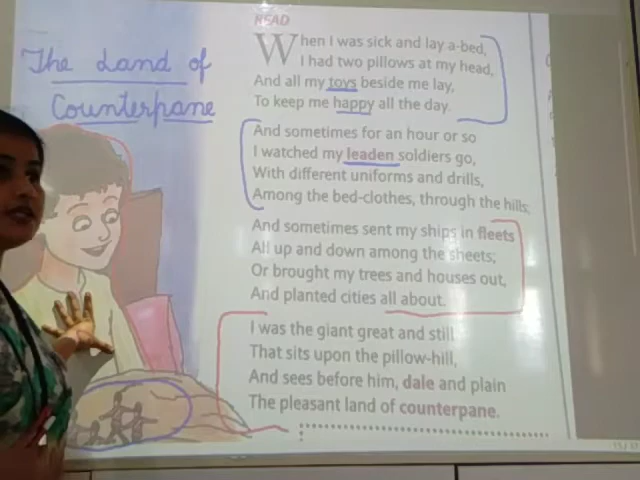 READ
The Land of
Counterpane
When I was sick and lay a-bed,
I had two pillows at my head,
And all my toys beside me lay,
To keep me happy all the day.
And sometimes for an hour or so
I watched my leaden soldiers go,
With different uniforms and drills,
Among the bed-clothes, through the hills;
And sometimes sent my ships in fleets
All up and down among the sheets;
Or brought my trees and houses out,
And planted cities all about.
I was the giant great and still
That sits upon the pillow-hill,
And sees before him, dale and plain
The pleasant land of counterpane.